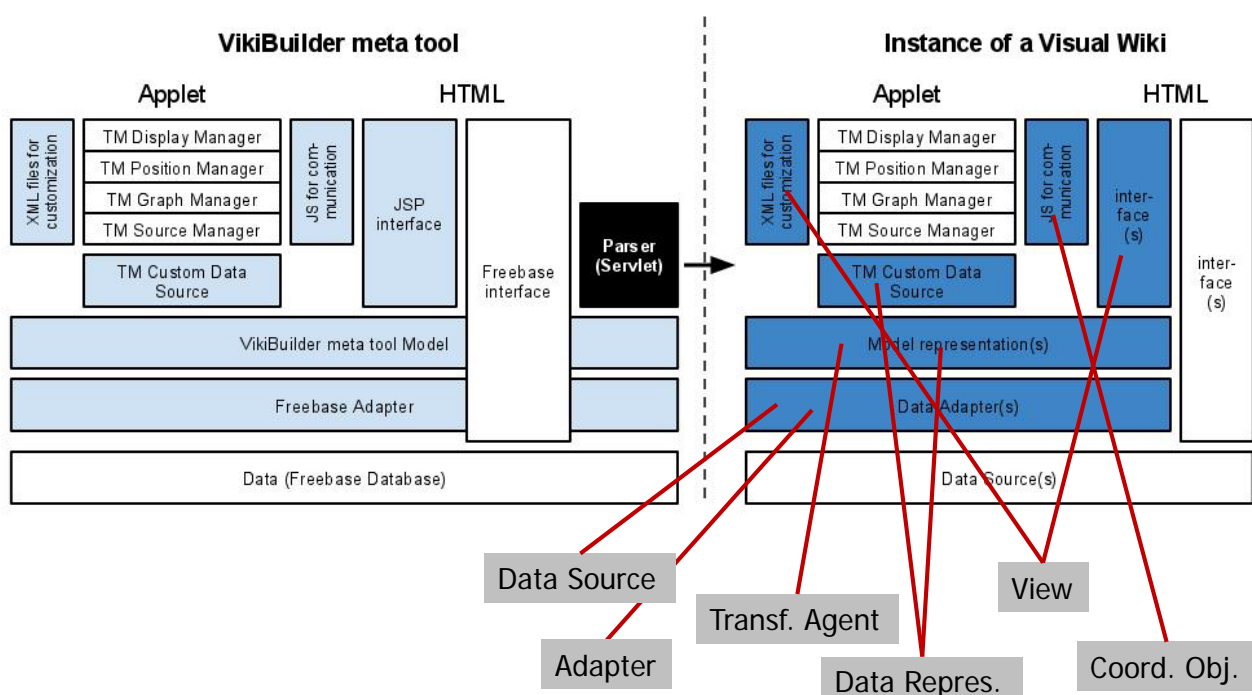 VikiBuilder meta tool
Instance of a Visual Wiki
Applet
HTML
Applet
HTML
XML files for
customization
TM Display Manager
TM Position Manager
TM Graph Manager
TM Source Manager
TM Custom Data
Source
JS for com-
munication
JSP
interface
Freebase
interface
Parser
(Servlet)
VikiBuilder meta tool Model
Freebase Adapter
Data (Freebase Database)
XML files for
customization
TM Display Manager
TM Position Manager
TM Graph Manager
TM Source Manager
TM Custom Data
Source
JS for com-
munication
inter-
face
(s)
inter-
face
(s)
Model representation(s)
Data Adapter(s)
Data Source(s)
Data Source
Adapter
Transf. Agent
Data Repres.
View
Coord. Obj.